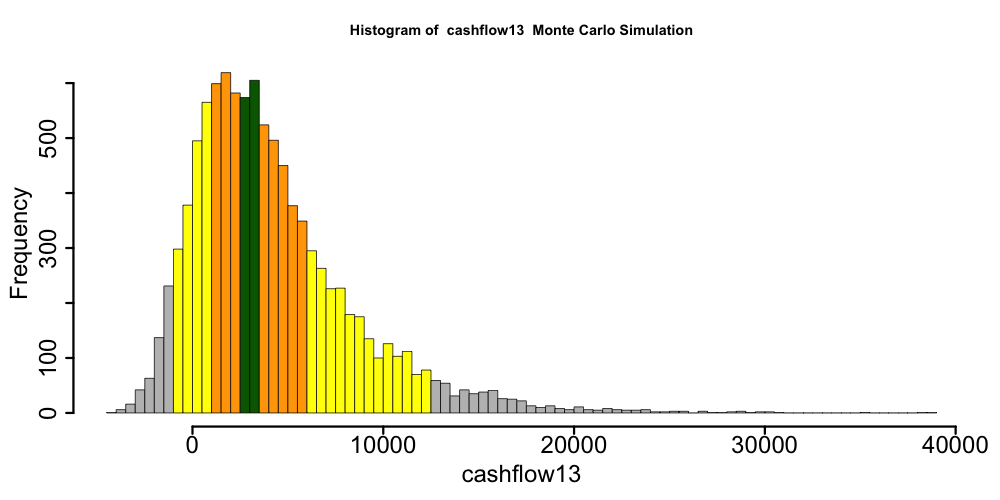 Histogram of  cashflow13  Monte Carlo Simulation
Frequency
500
300
100
0
0 10000 20000 30000 40000
cashflow13